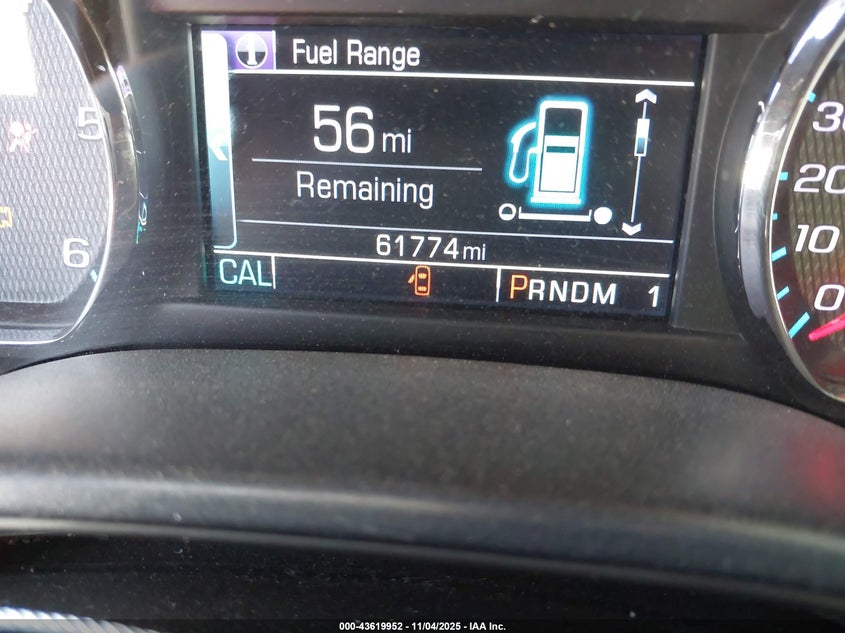 1 Fuel Range
5
56 mi
Remaining
6
61774 mi
CAL
PRNDM 1
30
20
10
0
000-43619952 - 11/04/2025 - IAA Inc.